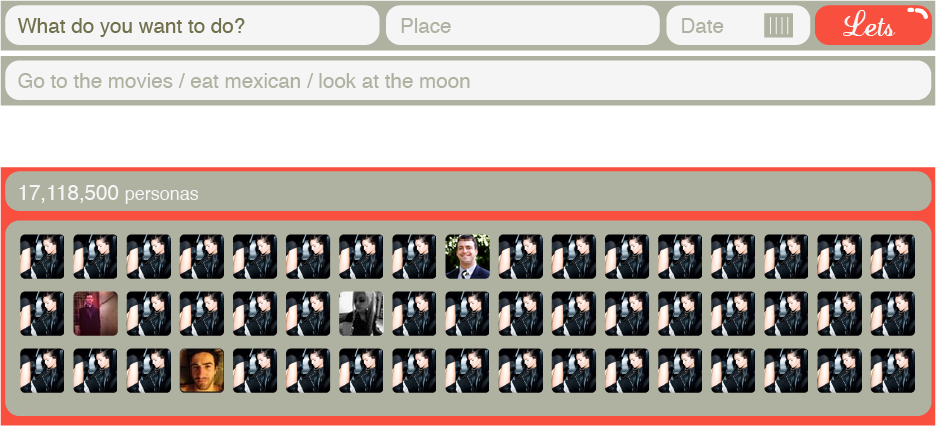 What do you want to do?
Place
Date
Lets
Go to the movies / eat mexican / look at the moon
17,118,500 personas